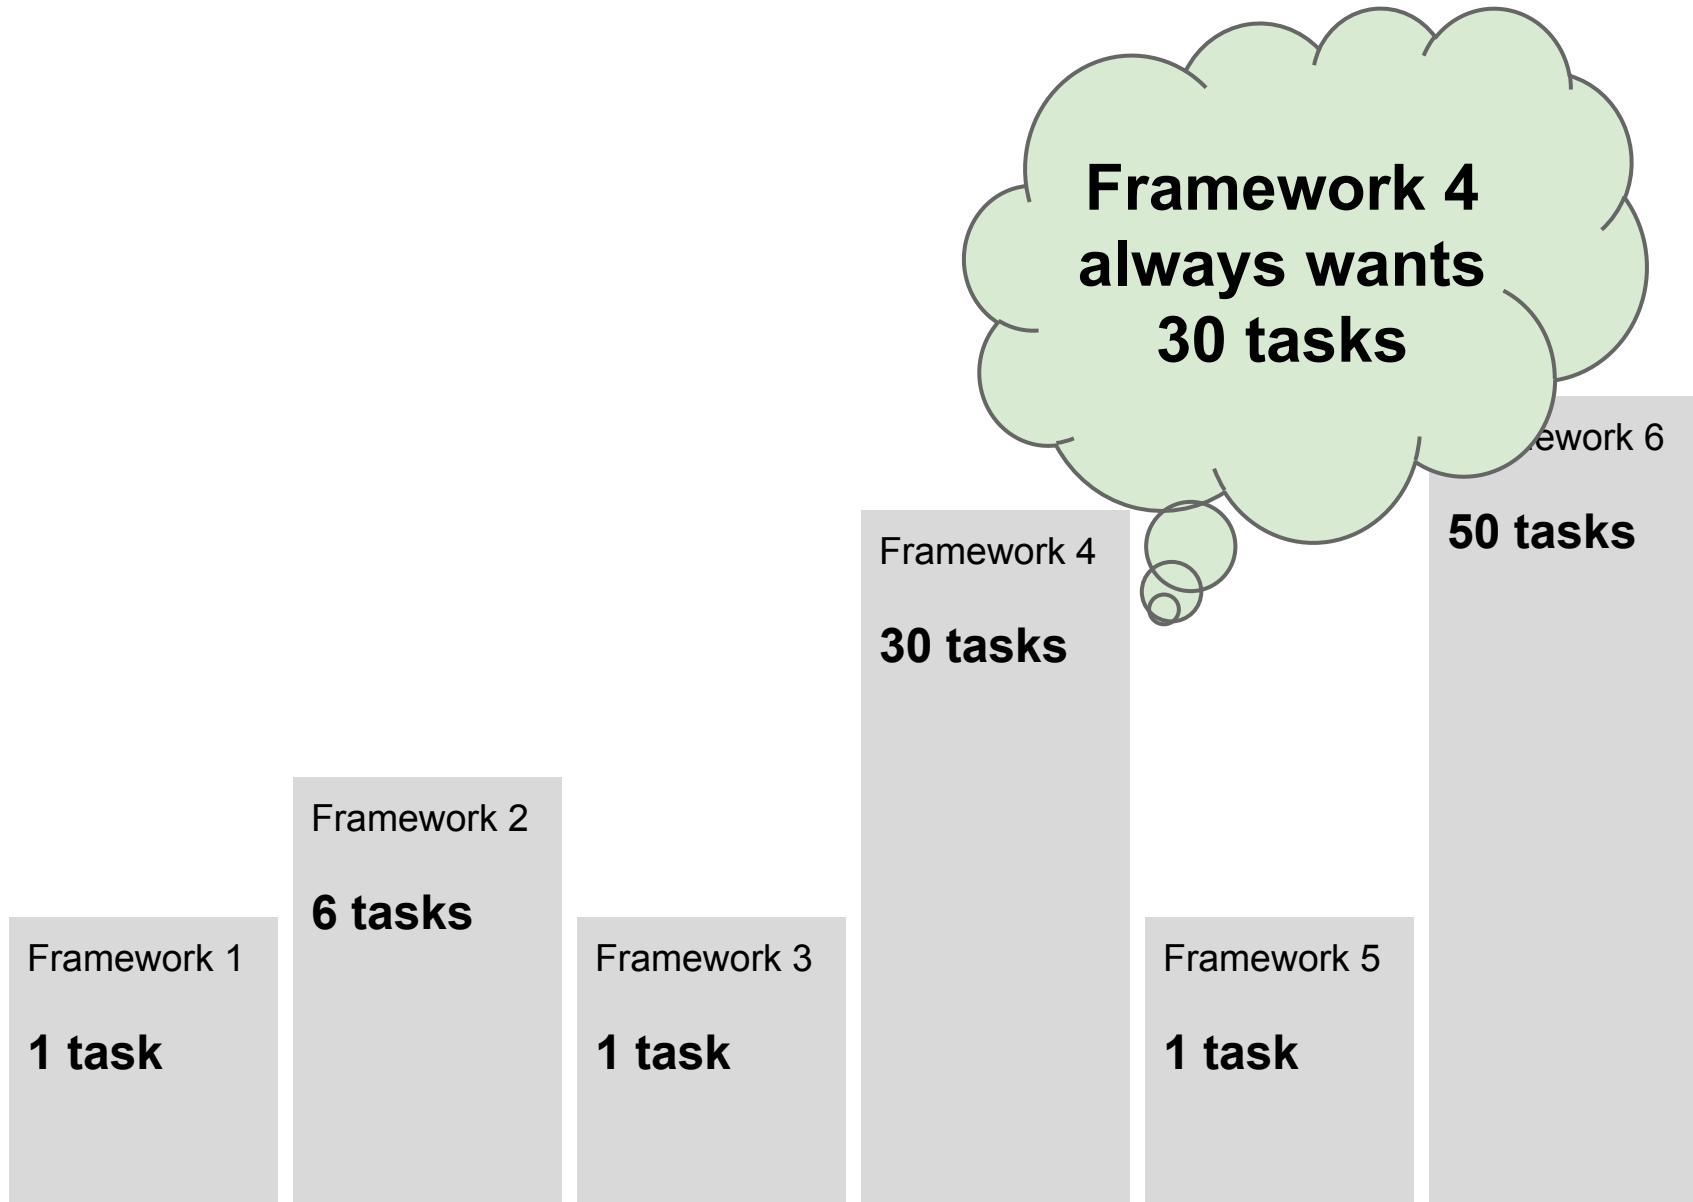 Framework 4
always wants
30 tasks
ework 6
50 tasks
Framework 4
30 tasks
Framework 2
6 tasks
Framework 1
1 task
Framework 3
1 task
Framework 5
1 task